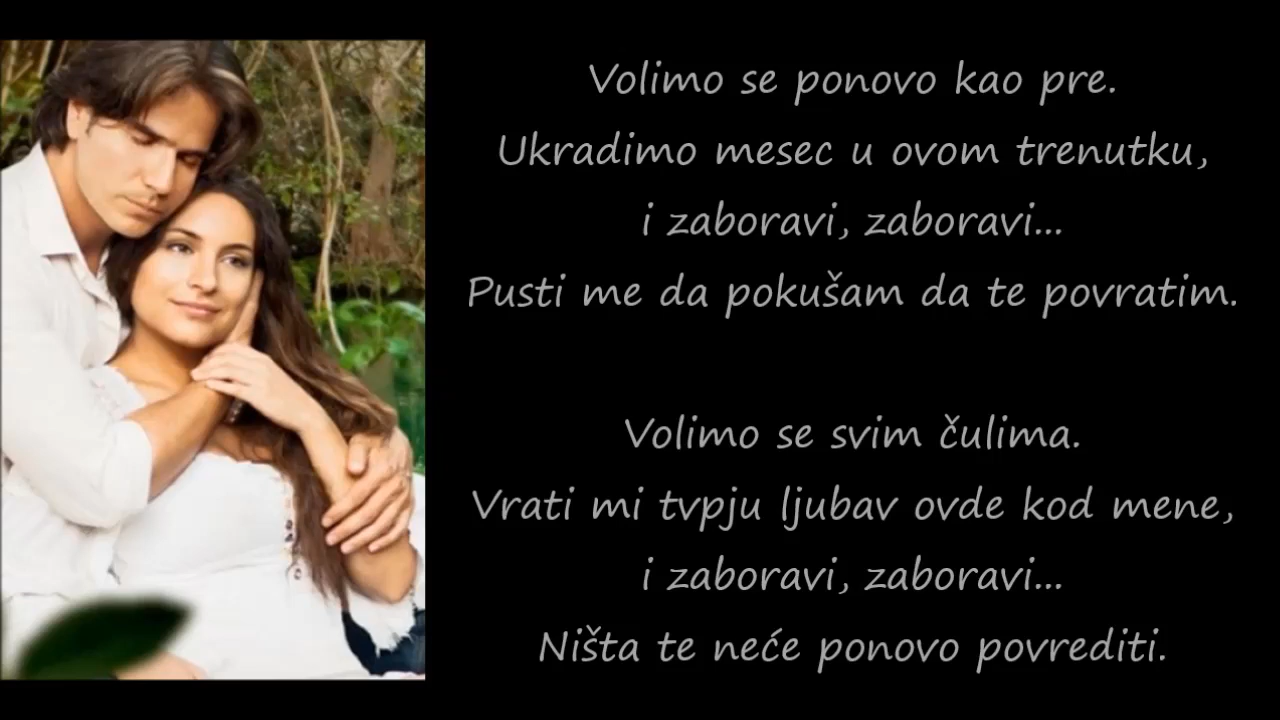 Volimo se ponovo kao pre.
Ukradimo mesec u ovom trenutku,
i zaboravi, zaboravi...
Pusti me da pokušam da te povratim.
Volimo se svim čulima.
Vrati mi tvpju ljubav ovde kod mene,
i zaboravi, zaboravi...
Ništa te neće ponovo povrediti.